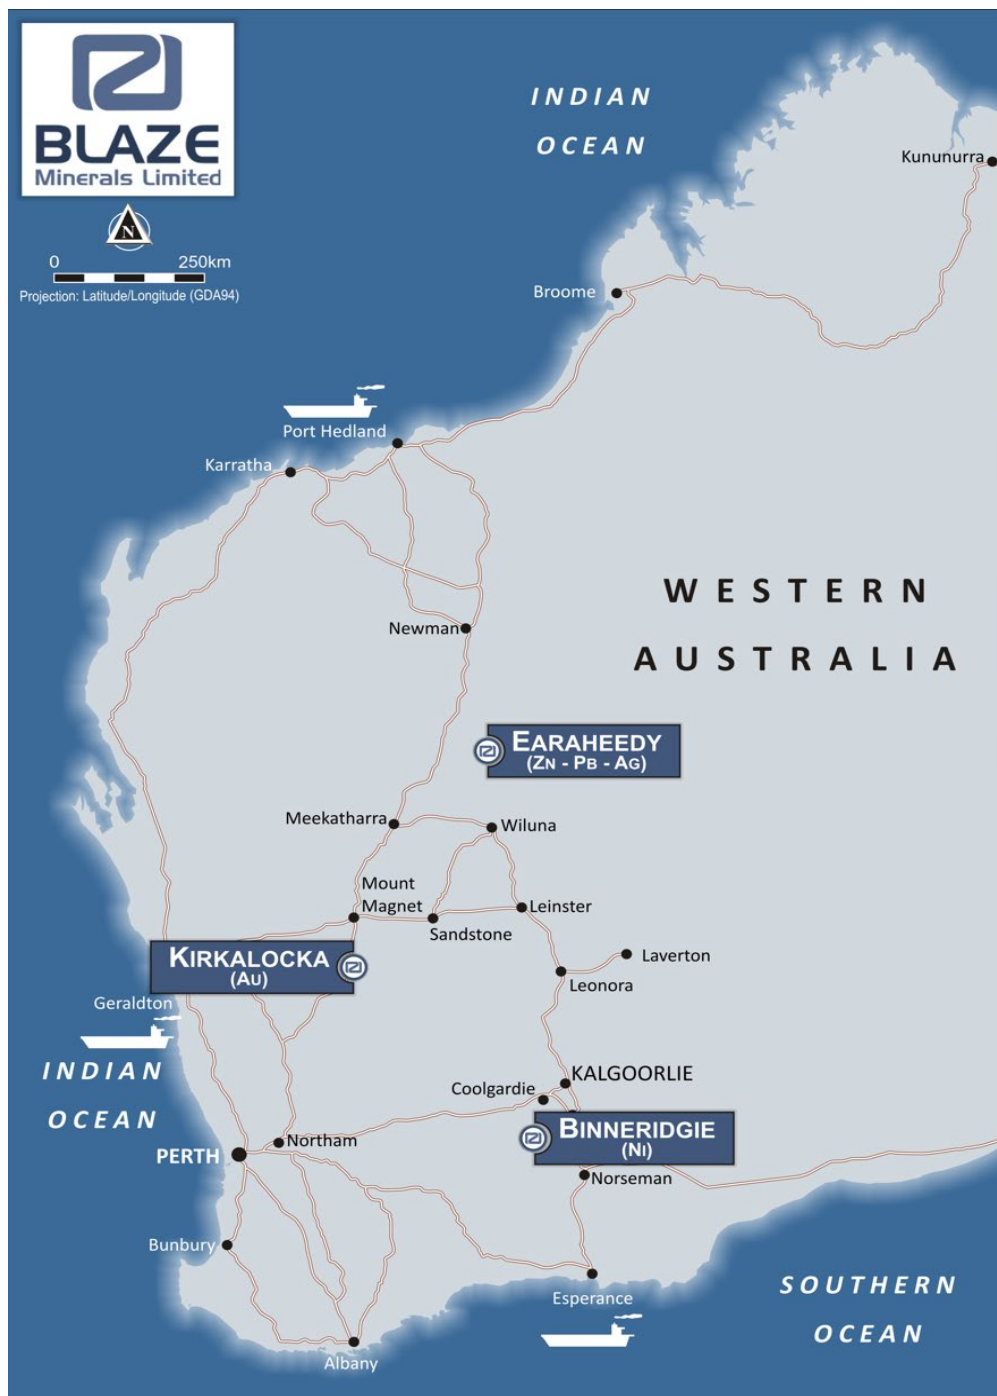 BLAZE
Minerals Limited
N
0 250km
Projection: Latitude/Longitude (GDA94)
INDIAN
OCEAN
Kununurra
Broome
Port Hedland
Karratha
WESTERN
AUSTRALIA
Newman
EARAHEEDY
(ZN - PB - AG)
Meekatharra
Wiluna
Mount
Magnet
Leinster
Sandstone
KIRKALOCKA
(AU)
Laverton
Leonora
Geraldton
INDIAN
OCEAN
KALGOORLIE
Coolgardie
BINNERIDGIE
(NI)
Northam
PERTH
Norseman
Bunbury
Esperance
SOUTHERN
OCEAN
Albany